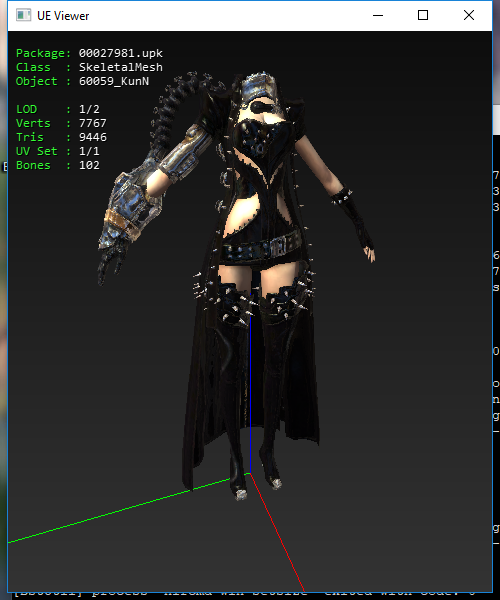 UE Viewer
Package: 00027981.upk
Class : SkeletalMesh
Object : 60059_KunN
LOD : 1/2
Verts : 7767
Tris : 9446
UV Set : 1/1
Bones : 102